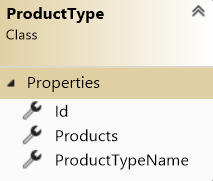 ProductType
Class
Properties
Id
Products
ProductTypeName